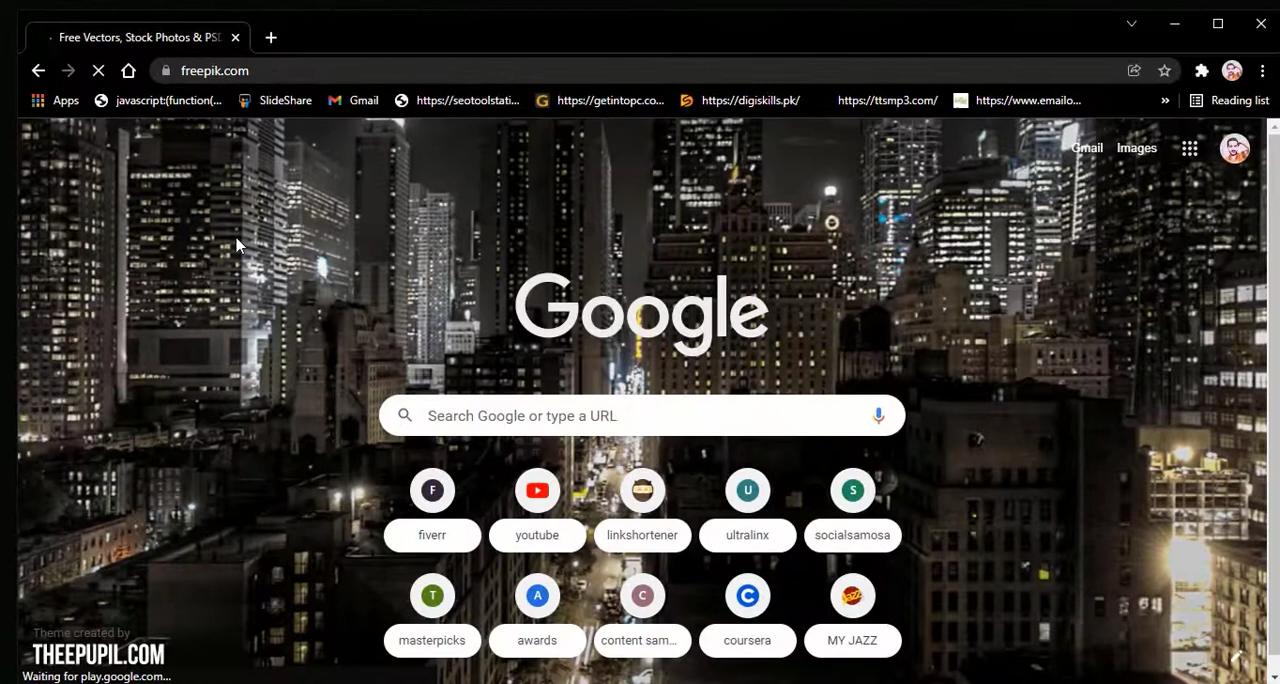 Free Vectors, Stock Photos & PSD
freepik.com
Apps
javascript:(function(...
SlideShare
Gmail
https://seotoolstati...
https://getintopc.co...
https://digiskills.pk/
https://ttsmp3.com/
https://www.emailo...
»
Reading list
Gmail
Images
Google
Search Google or type a URL
F
U
S
fiverr
youtube
linkshortener
ultralinx
socialsamosa
T
A
C
masterpicks
awards
content sam...
coursera
MY JAZZ
Theme created by
THEEPUPIL.COM
Waiting for play.google.com...